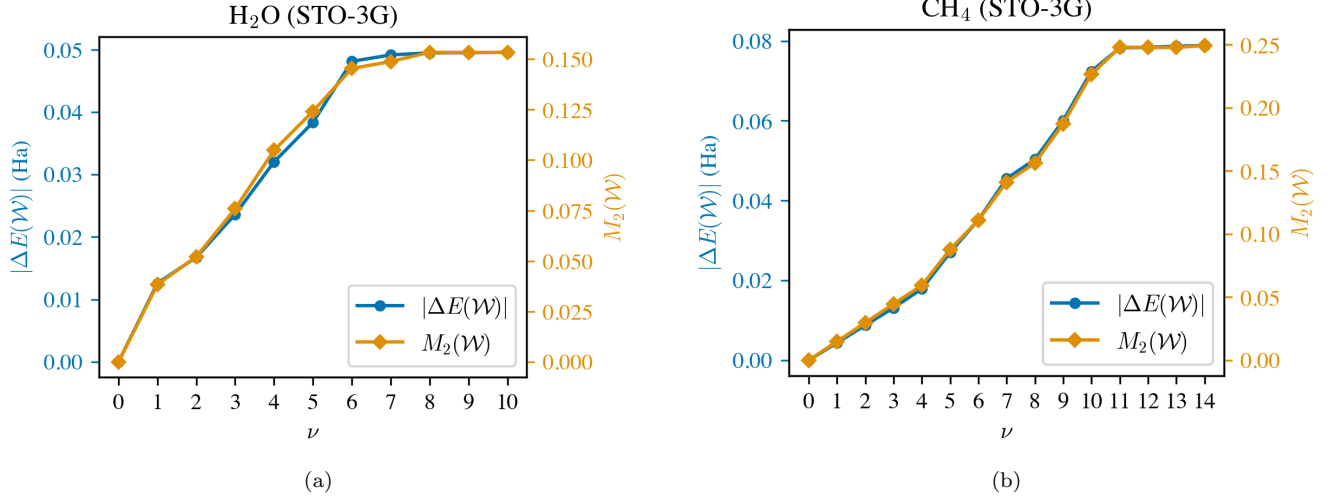 H₂O (STO-3G)
0.05
0.04
0.03
0.02
0.01
0.00
|ΔE(𝒲)| (Ha)
0.150
0.125
0.100
0.075
0.050
0.025
0.000
M₂(𝒲)
|ΔE(𝒲)|
M₂(𝒲)
0 1 2 3 4 5 6 7 8 9 10
ν
(a)
CH₄ (STO-3G)
0.08
0.06
0.04
0.02
0.00
|ΔE(𝒲)| (Ha)
0.25
0.20
0.15
0.10
0.05
0.00
M₂(𝒲)
|ΔE(𝒲)|
M₂(𝒲)
0 1 2 3 4 5 6 7 8 9 10 11 12 13 14
ν
(b)